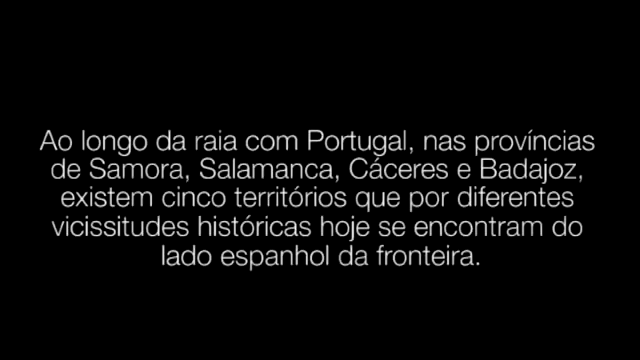 Ao longo da raia com Portugal, nas províncias
de Samora, Salamanca, Cáceres e Badajoz,
existem cinco territórios que por diferentes
vicissitudes históricas hoje se encontram do
lado espanhol da fronteira.